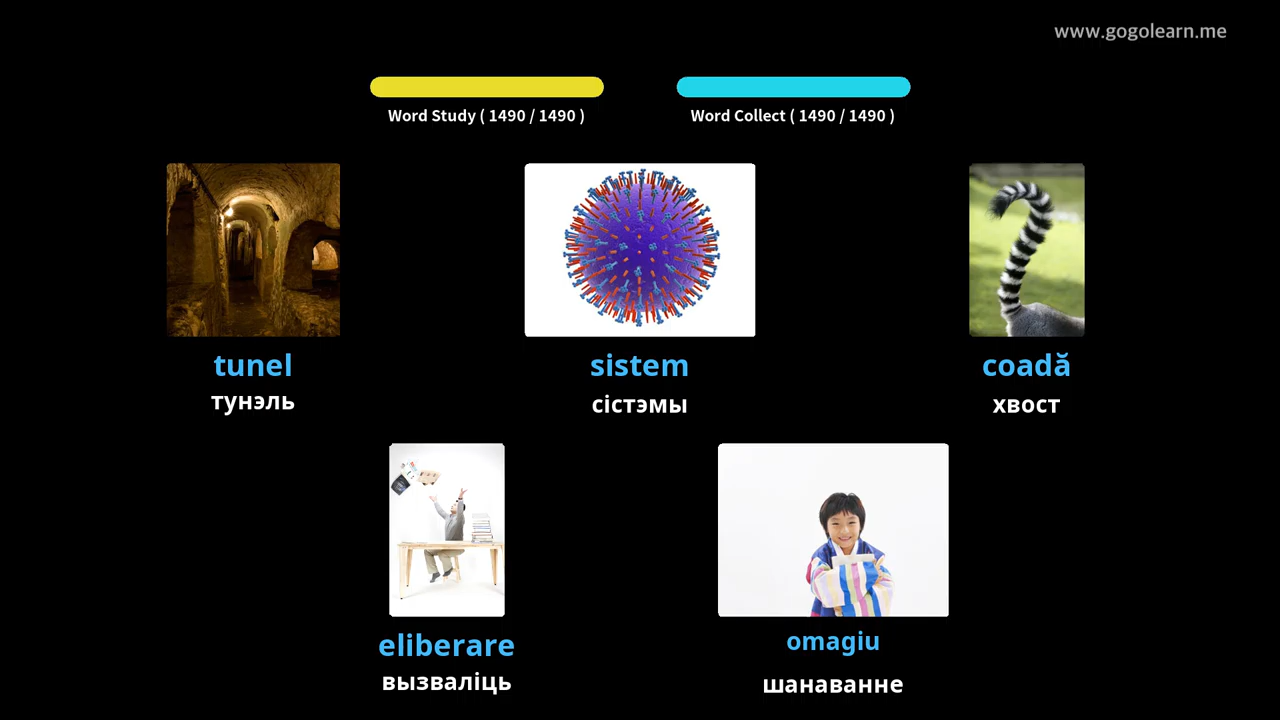 www.gogolearn.me
Word Study ( 1490 / 1490 )
Word Collect ( 1490 / 1490 )
tunel
тунэль
sistem
сістэмы
coadă
хвост
eliberare
вызваліць
omagiu
шанаванне